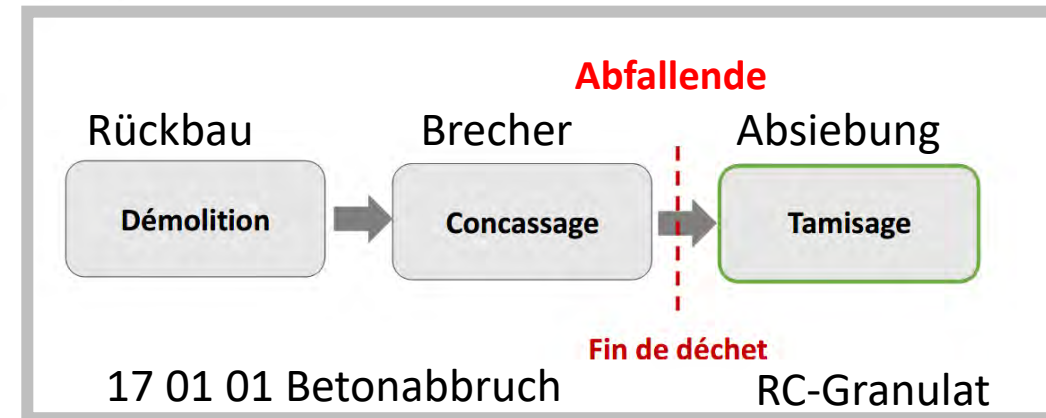 Abfallende
Rückbau Brecher Absiebung
Démolition Concassage Tamisage
Fin de déchet
17 01 01 Betonabbruch RC-Granulat